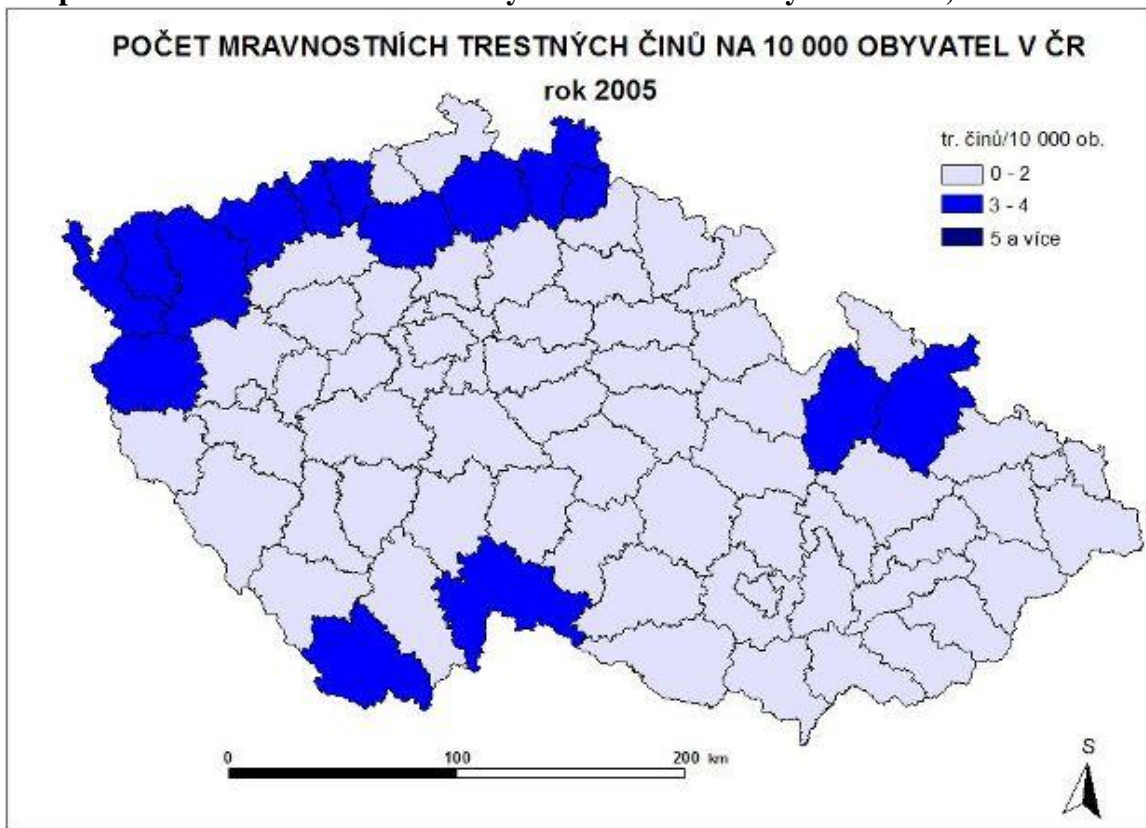 POČET MRAVNOSTNÍCH TRESTNÝCH ČINŮ NA 10 000 OBYVATEL V ČR
rok 2005
tr. činů/10 000 ob.
0 - 2
3 - 4
5 a více
0 100 200 km
S